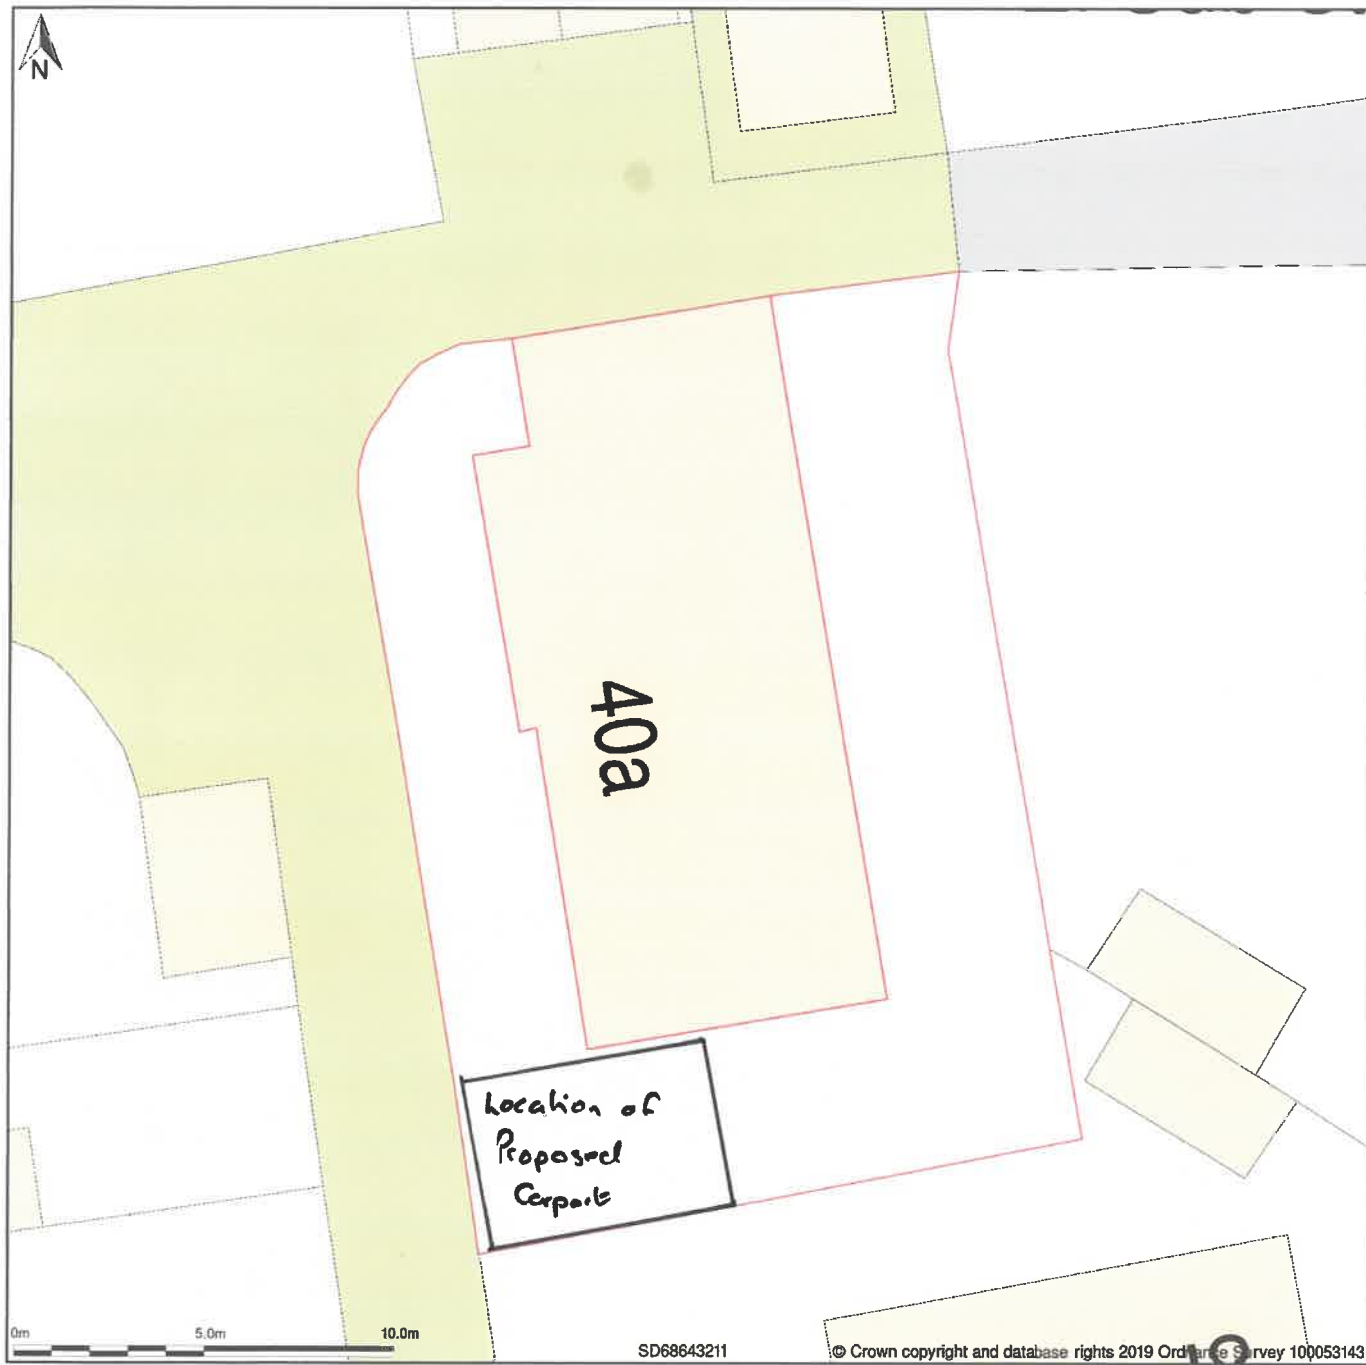 N
40a
Location of
Proposed
Carport
0m 5.0m 10.0m
SD68643211
© Crown copyright and database rights 2019 Ordnance Survey 100053143